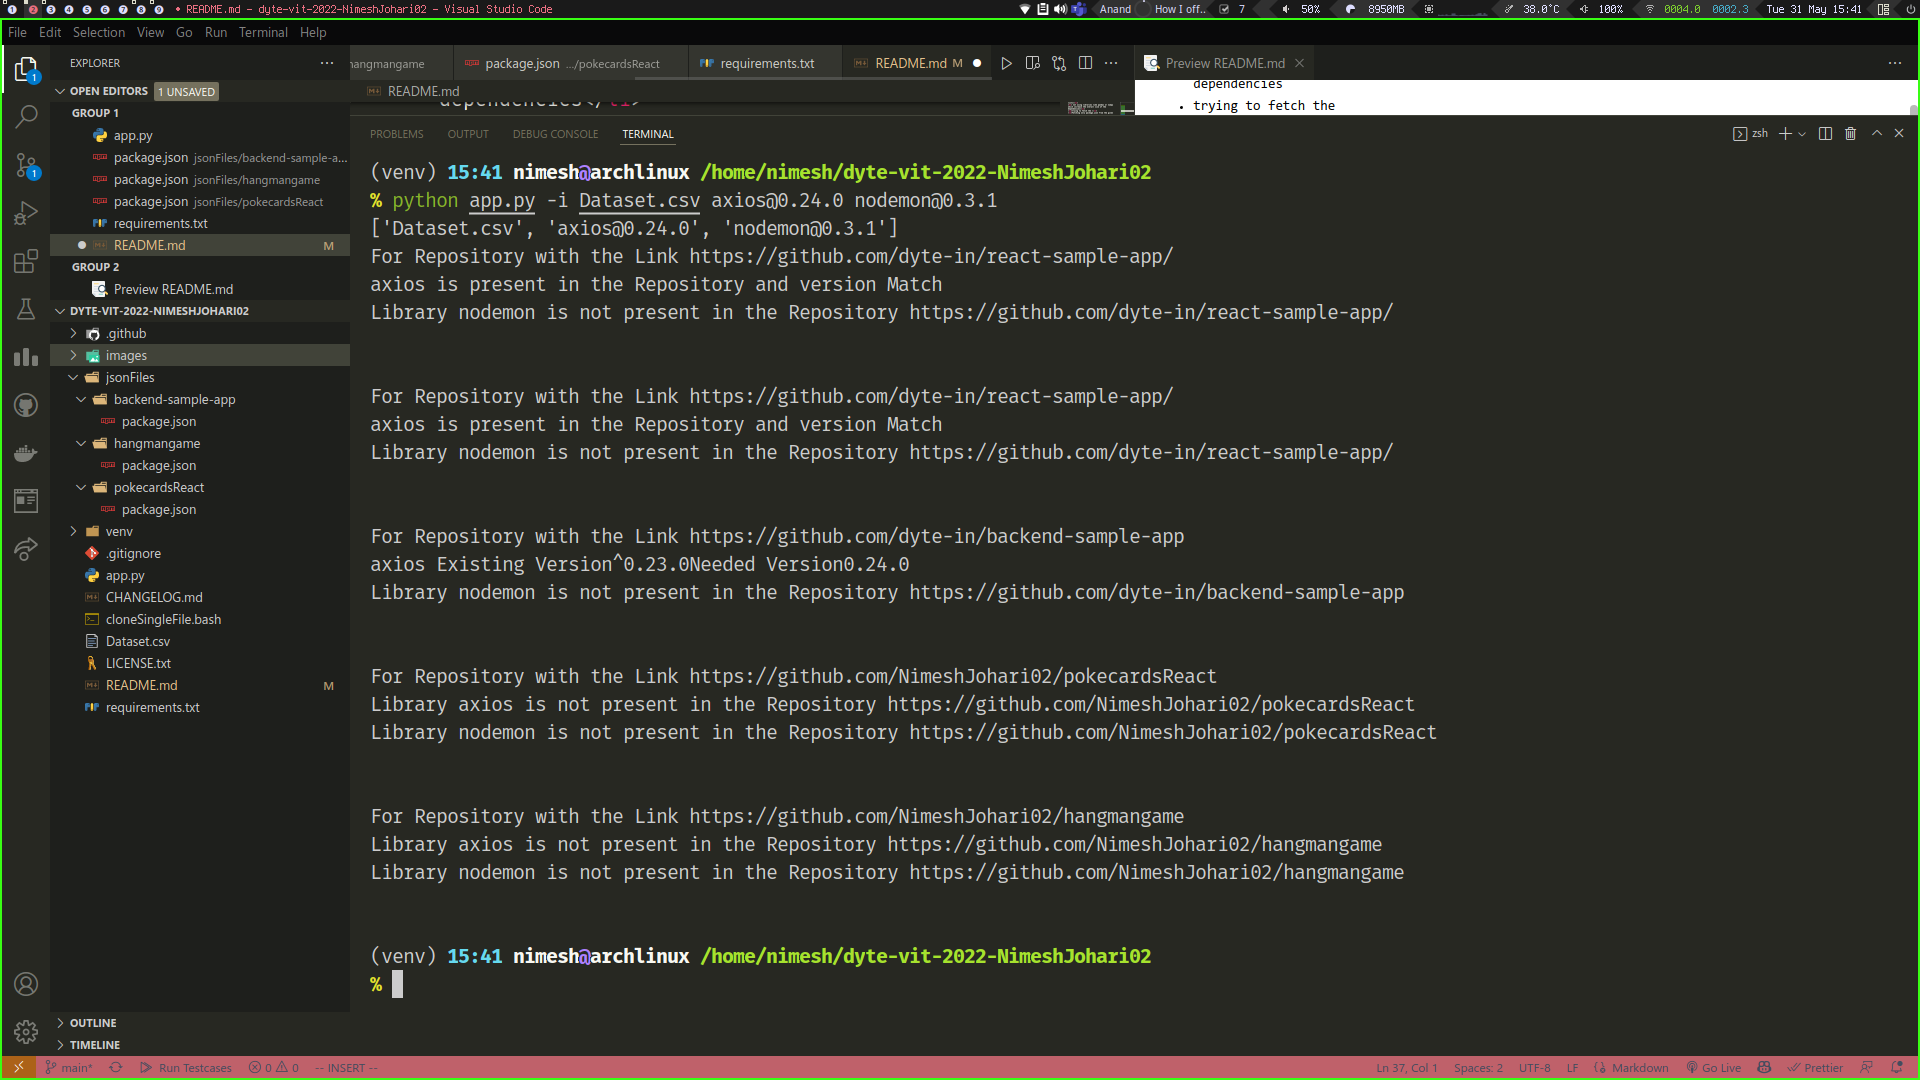 1 2 3 4 5 6 7 8 9 • README.md - dyte-vit-2022-NimeshJohari02 - Visual Studio Code Anand How I off.. 7 50% 8950MB 38.0°C 100% 0004.0 0002.3 Tue 31 May 15:41
File Edit Selection View Go Run Terminal Help
EXPLORER
OPEN EDITORS 1 UNSAVED
GROUP 1
app.py
package.json jsonFiles/backend-sample-a...
package.json jsonFiles/hangmangame
package.json jsonFiles/pokecardsReact
requirements.txt
README.md M
GROUP 2
Preview README.md
DYTE-VIT-2022-NIMESHJOHARI02
.github
images
jsonFiles
backend-sample-app
package.json
hangmangame
package.json
pokecardsReact
package.json
venv
.gitignore
app.py
CHANGELOG.md
cloneSingleFile.bash
Dataset.csv
LICENSE.txt
README.md M
requirements.txt
OUTLINE
TIMELINE
hangmangame package.json .../pokecardsReact requirements.txt README.md M Preview README.md
README.md
dependencies</li>
dependencies
• trying to fetch the
PROBLEMS OUTPUT DEBUG CONSOLE TERMINAL zsh
(venv) 15:41 nimesh@archlinux /home/nimesh/dyte-vit-2022-NimeshJohari02
% python app.py -i Dataset.csv axios@0.24.0 nodemon@0.3.1
['Dataset.csv', 'axios@0.24.0', 'nodemon@0.3.1']
For Repository with the Link https://github.com/dyte-in/react-sample-app/
axios is present in the Repository and version Match
Library nodemon is not present in the Repository https://github.com/dyte-in/react-sample-app/
For Repository with the Link https://github.com/dyte-in/react-sample-app/
axios is present in the Repository and version Match
Library nodemon is not present in the Repository https://github.com/dyte-in/react-sample-app/
For Repository with the Link https://github.com/dyte-in/backend-sample-app
axios Existing Version^0.23.0Needed Version0.24.0
Library nodemon is not present in the Repository https://github.com/dyte-in/backend-sample-app
For Repository with the Link https://github.com/NimeshJohari02/pokecardsReact
Library axios is not present in the Repository https://github.com/NimeshJohari02/pokecardsReact
Library nodemon is not present in the Repository https://github.com/NimeshJohari02/pokecardsReact
For Repository with the Link https://github.com/NimeshJohari02/hangmangame
Library axios is not present in the Repository https://github.com/NimeshJohari02/hangmangame
Library nodemon is not present in the Repository https://github.com/NimeshJohari02/hangmangame
(venv) 15:41 nimesh@archlinux /home/nimesh/dyte-vit-2022-NimeshJohari02
%
main* Run Testcases 0 0 -- INSERT -- Ln 37, Col 1 Spaces: 2 UTF-8 LF Markdown Go Live Prettier